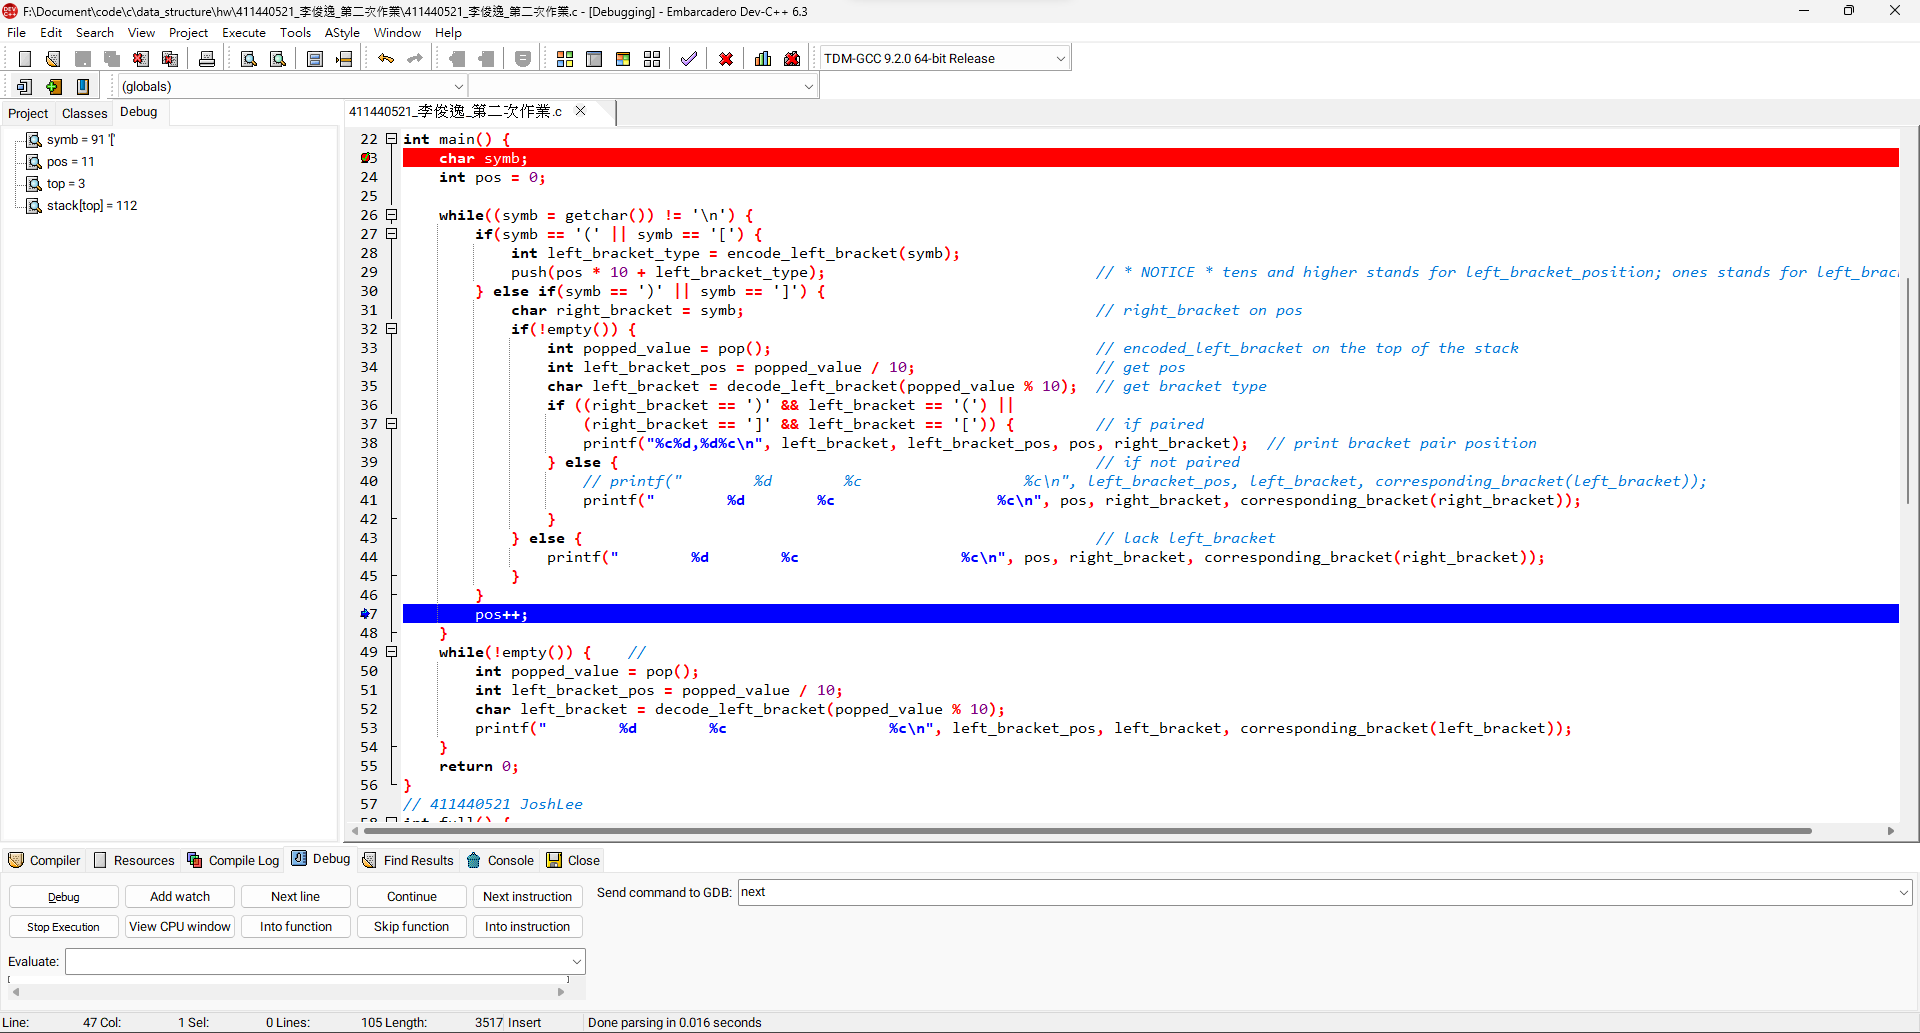 F:\Document\code\c\data_structure\hw\411440521_李俊逸_第二次作業\411440521_李俊逸_第二次作業.c - [Debugging] - Embarcadero Dev-C++ 6.3
File Edit Search View Project Execute Tools AStyle Window Help
TDM-GCC 9.2.0 64-bit Release
(globals)
Project Classes Debug
symb = 91 '['
pos = 11
top = 3
stack[top] = 112
411440521_李俊逸_第二次作業.c
22 int main() {
23 char symb;
24 int pos = 0;
25
26 while((symb = getchar()) != '\n') {
27 if(symb == '(' || symb == '[') {
28 int left_bracket_type = encode_left_bracket(symb);
29 push(pos * 10 + left_bracket_type); // * NOTICE * tens and higher stands for left_bracket_position; ones stands for left_brac
30 } else if(symb == ')' || symb == ']') {
31 char right_bracket = symb; // right_bracket on pos
32 if(!empty()) {
33 int popped_value = pop(); // encoded_left_bracket on the top of the stack
34 int left_bracket_pos = popped_value / 10; // get pos
35 char left_bracket = decode_left_bracket(popped_value % 10); // get bracket type
36 if ((right_bracket == ')' && left_bracket == '(') ||
37 (right_bracket == ']' && left_bracket == '[')) { // if paired
38 printf("%c%d,%d%c\n", left_bracket, left_bracket_pos, pos, right_bracket); // print bracket pair position
39 } else { // if not paired
40 // printf(" %d %c %c\n", left_bracket_pos, left_bracket, corresponding_bracket(left_bracket));
41 printf(" %d %c %c\n", pos, right_bracket, corresponding_bracket(right_bracket));
42 }
43 } else { // lack left_bracket
44 printf(" %d %c %c\n", pos, right_bracket, corresponding_bracket(right_bracket));
45 }
46 }
47 pos++;
48 }
49 while(!empty()) { //
50 int popped_value = pop();
51 int left_bracket_pos = popped_value / 10;
52 char left_bracket = decode_left_bracket(popped_value % 10);
53 printf(" %d %c %c\n", left_bracket_pos, left_bracket, corresponding_bracket(left_bracket));
54 }
55 return 0;
56 }
57 // 411440521 JoshLee
58 int full() {
Compiler Resources Compile Log Debug Find Results Console Close
Debug Add watch Next line Continue Next instruction Send command to GDB: next
Stop Execution View CPU window Into function Skip function Into instruction
Evaluate:
Line: 47 Col: 1 Sel: 0 Lines: 105 Length: 3517 Insert Done parsing in 0.016 seconds